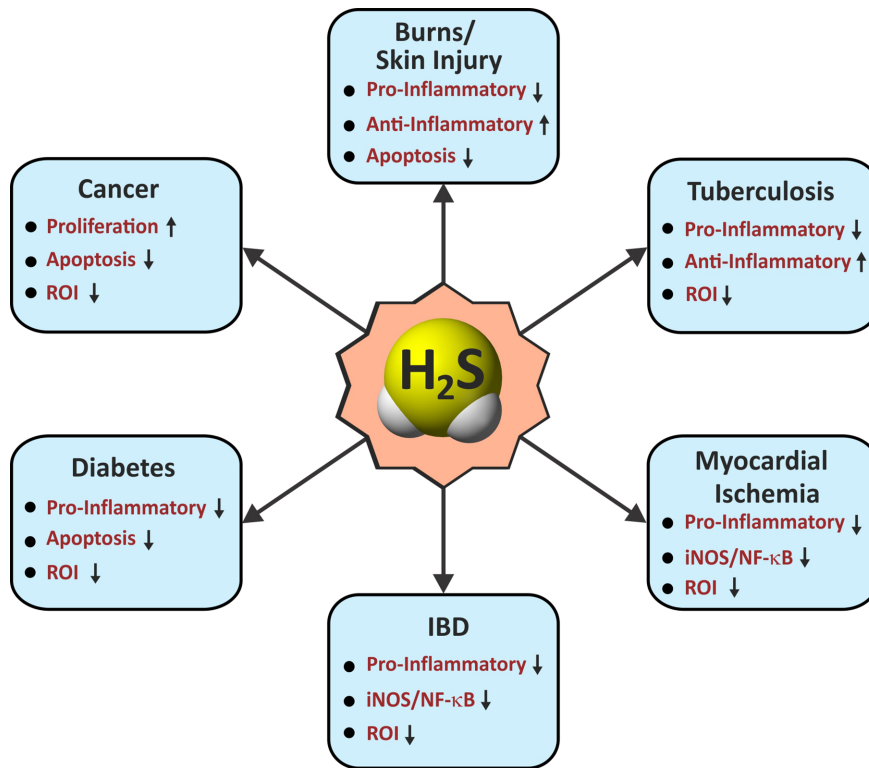 Burns/
Skin Injury
● Pro-Inflammatory ↓
● Anti-Inflammatory ↑
● Apoptosis ↓
Cancer
● Proliferation ↑
● Apoptosis ↓
● ROI ↓
Tuberculosis
● Pro-Inflammatory ↓
● Anti-Inflammatory ↑
● ROI ↓
H₂S
Diabetes
● Pro-Inflammatory ↓
● Apoptosis ↓
● ROI ↓
Myocardial
Ischemia
● Pro-Inflammatory ↓
● iNOS/NF-κB ↓
● ROI ↓
IBD
● Pro-Inflammatory ↓
● iNOS/NF-κB ↓
● ROI ↓